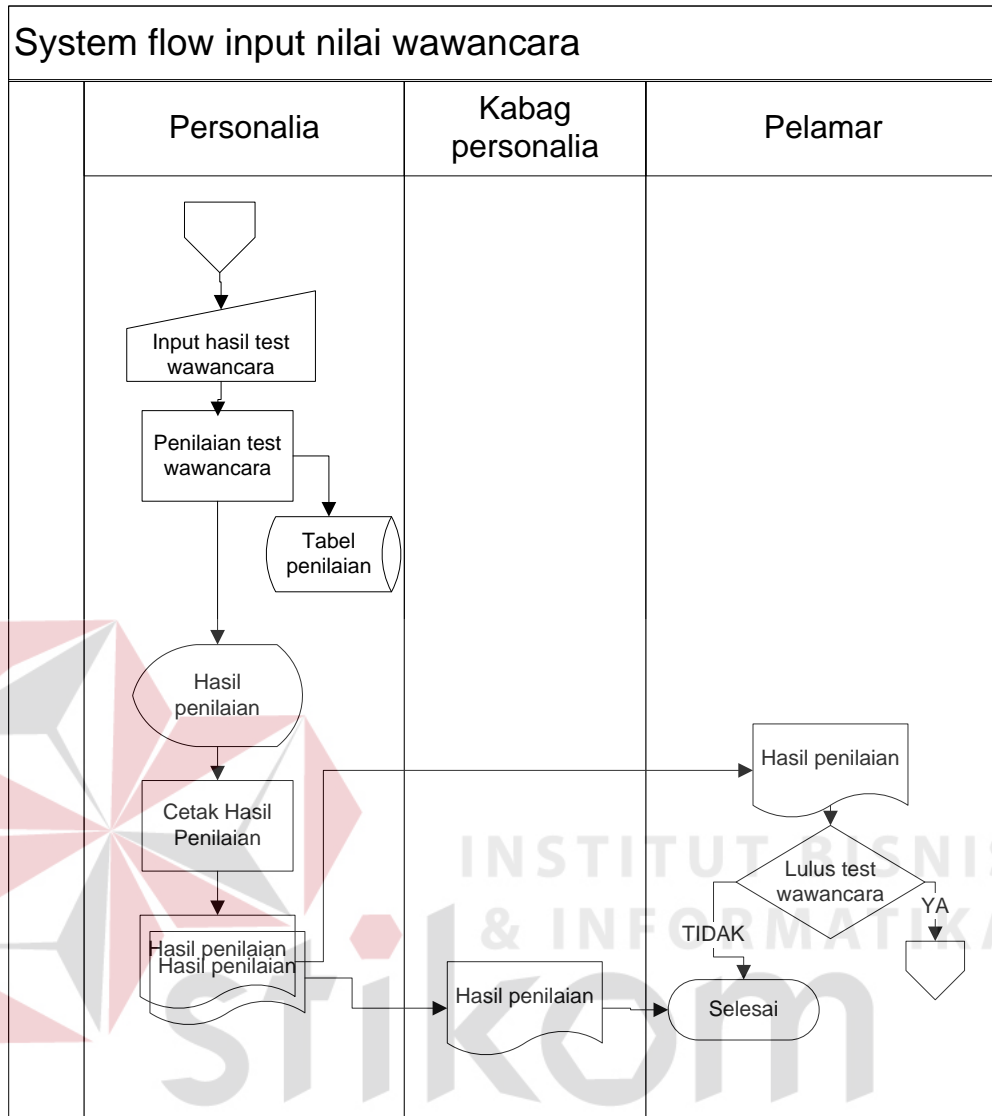 System flow input nilai wawancara
Personalia
Kabag
personalia
Pelamar
Input hasil test
wawancara
Penilaian test
wawancara
Tabel
penilaian
Hasil
penilaian
Cetak Hasil
Penilaian
Hasil penilaian
Hasil penilaian
Hasil penilaian
Hasil penilaian
Lulus test
wawancara
YA
TIDAK
Selesai
INSTITUT BISNIS
& INFORMATIKA
stikom